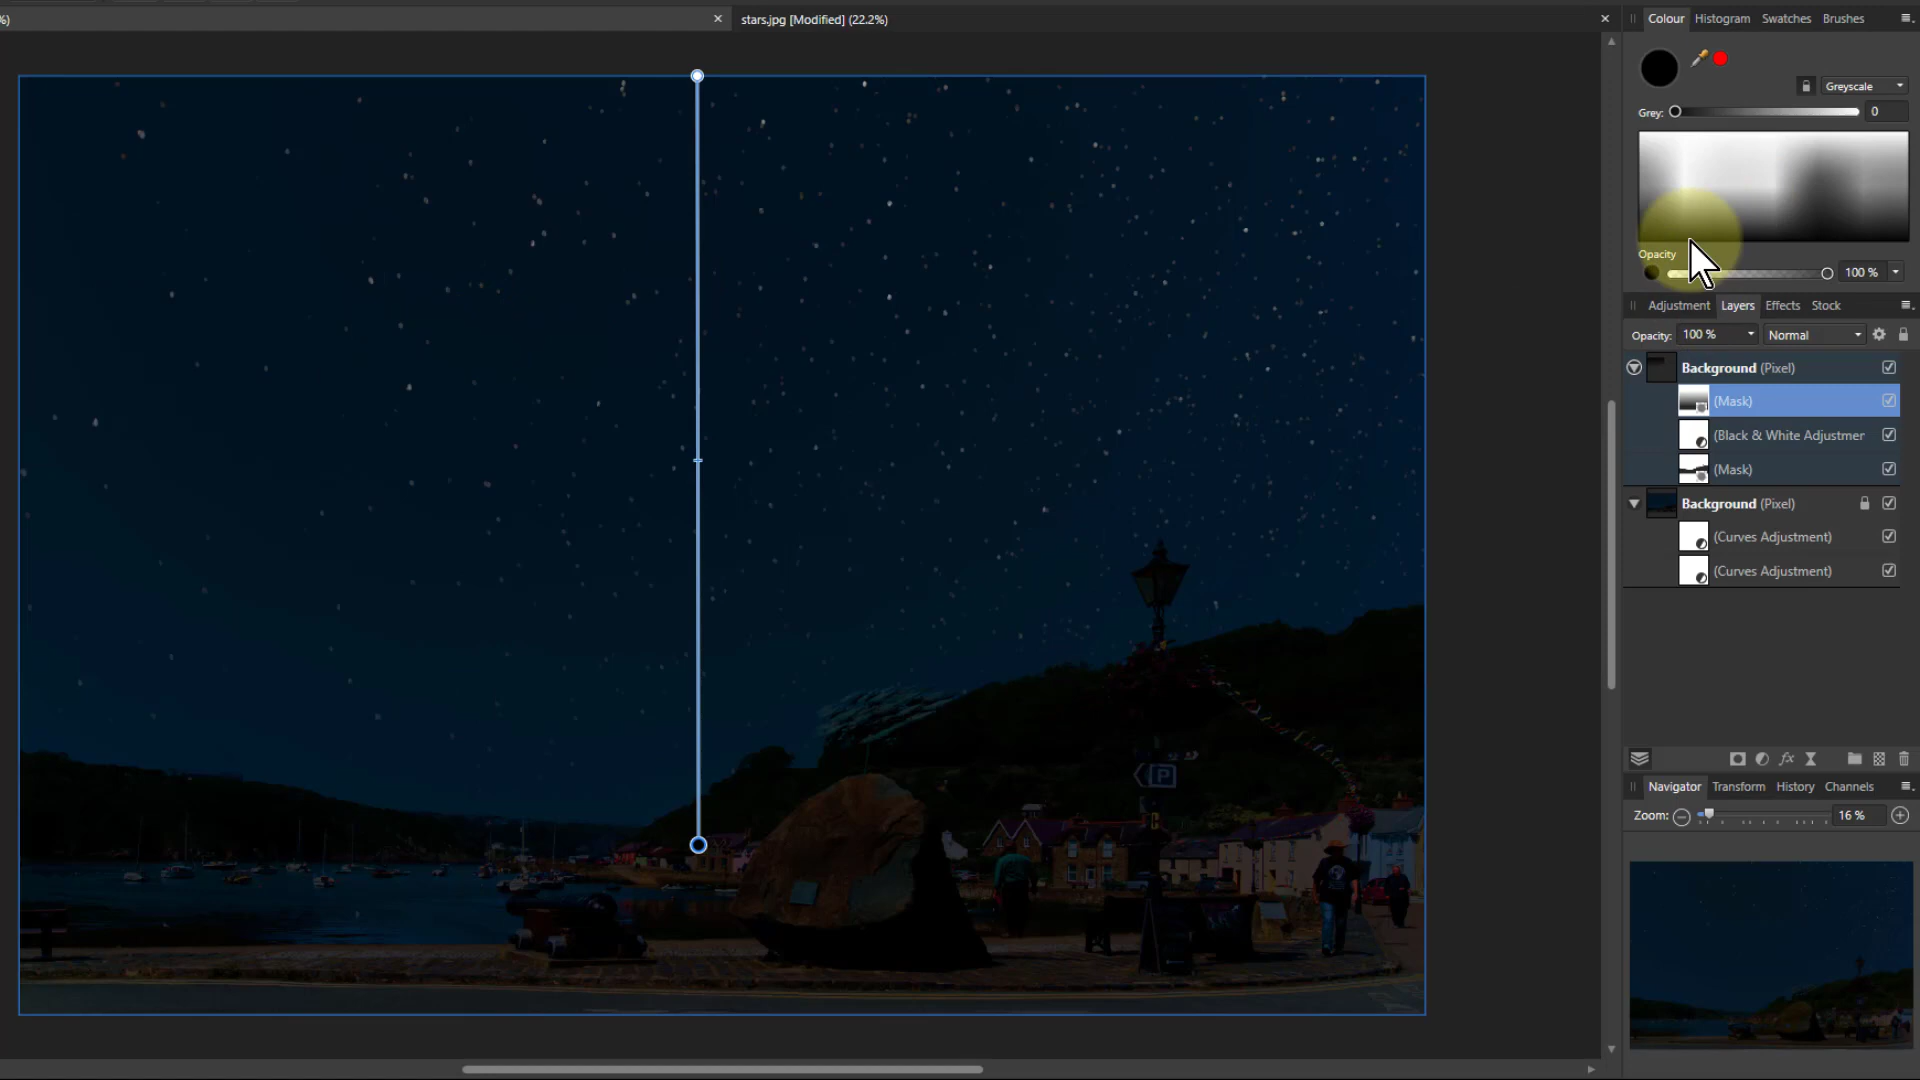 %)
stars.jpg [Modified] (22.2%)
Colour Histogram Swatches Brushes
Greyscale
Grey: 0
Opacity
100 %
Adjustment Layers Effects Stock
Opacity: 100 % Normal
Background (Pixel)
(Mask)
(Black & White Adjustmer
(Mask)
Background (Pixel)
(Curves Adjustment)
(Curves Adjustment)
fx
Navigator Transform History Channels
Zoom: 16 %
P